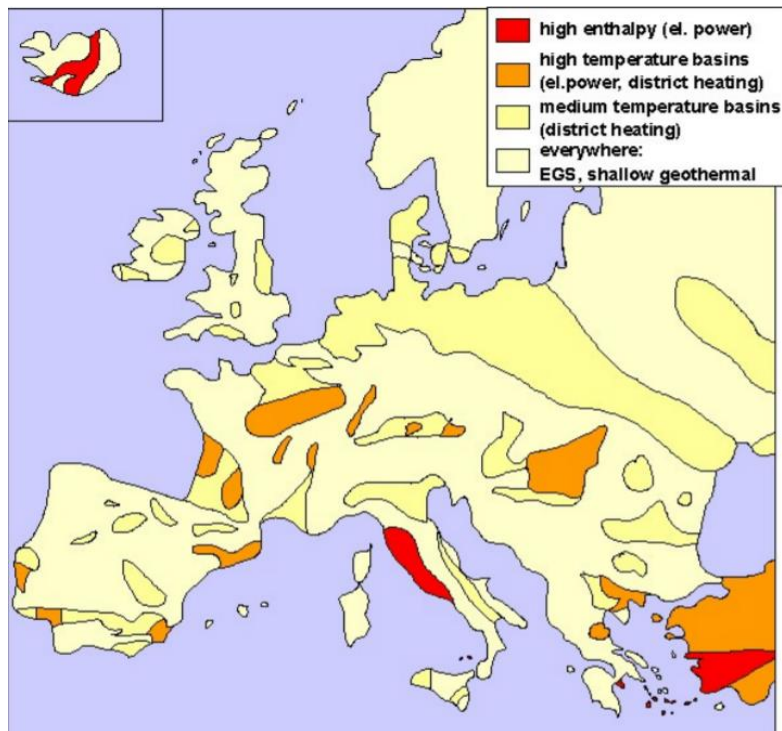 high enthalpy (el. power)
high temperature basins
(el.power, district heating)
medium temperature basins
(district heating)
everywhere:
EGS, shallow geothermal